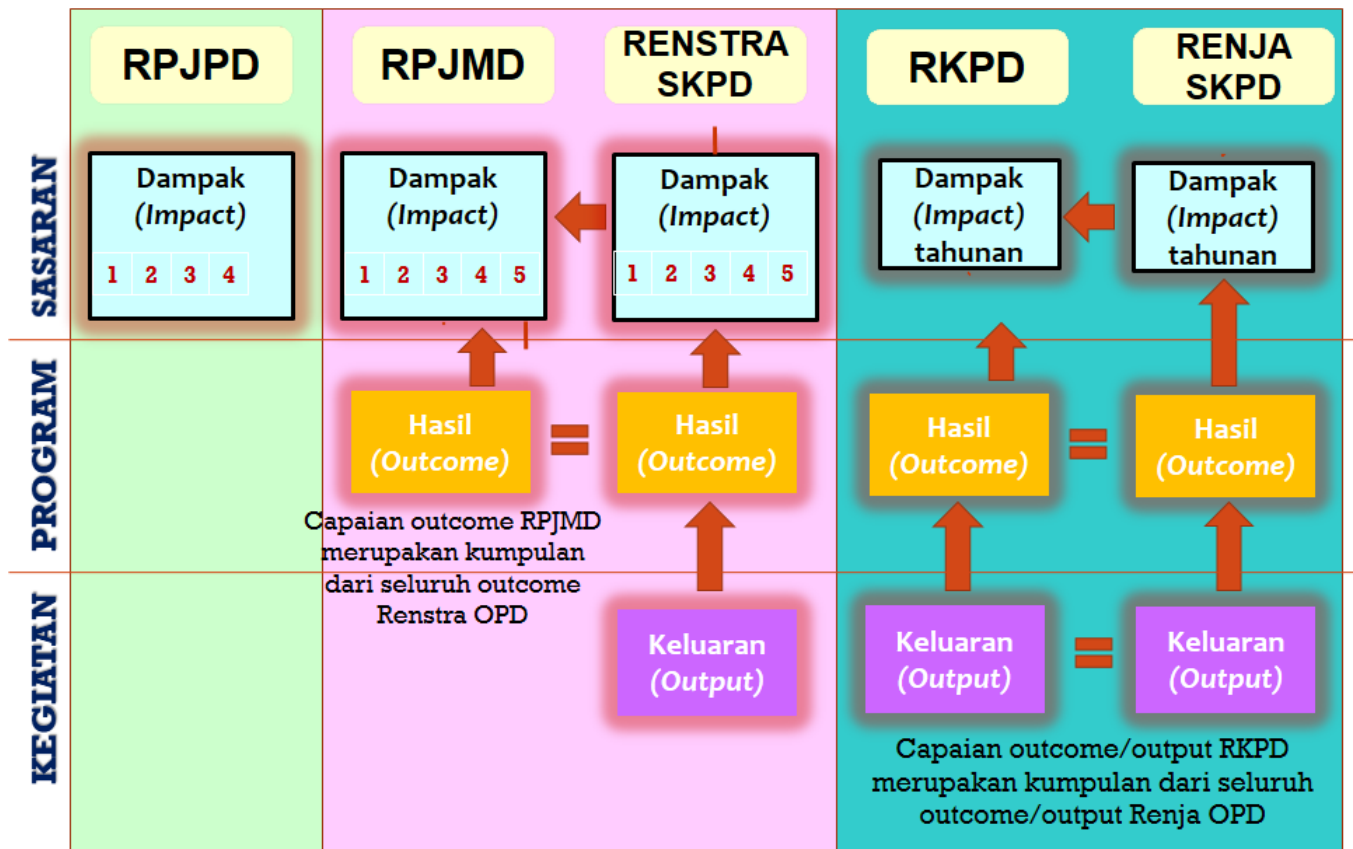 RPJPD
RPJMD
RENSTRA
SKPD
RKPD
RENJA
SKPD
SASARAN
Dampak
(Impact)
1 2 3 4
Dampak
(Impact)
1 2 3 4 5
Dampak
(Impact)
1 2 3 4 5
Dampak
(Impact)
tahunan
Dampak
(Impact)
tahunan
PROGRAM
Hasil
(Outcome)
=
Hasil
(Outcome)
Hasil
(Outcome)
=
Hasil
(Outcome)
Capaian outcome RPJMD
merupakan kumpulan
dari seluruh outcome
Renstra OPD
KEGIATAN
Keluaran
(Output)
Keluaran
(Output)
=
Keluaran
(Output)
Capaian outcome/output RKPD
merupakan kumpulan dari seluruh
outcome/output Renja OPD